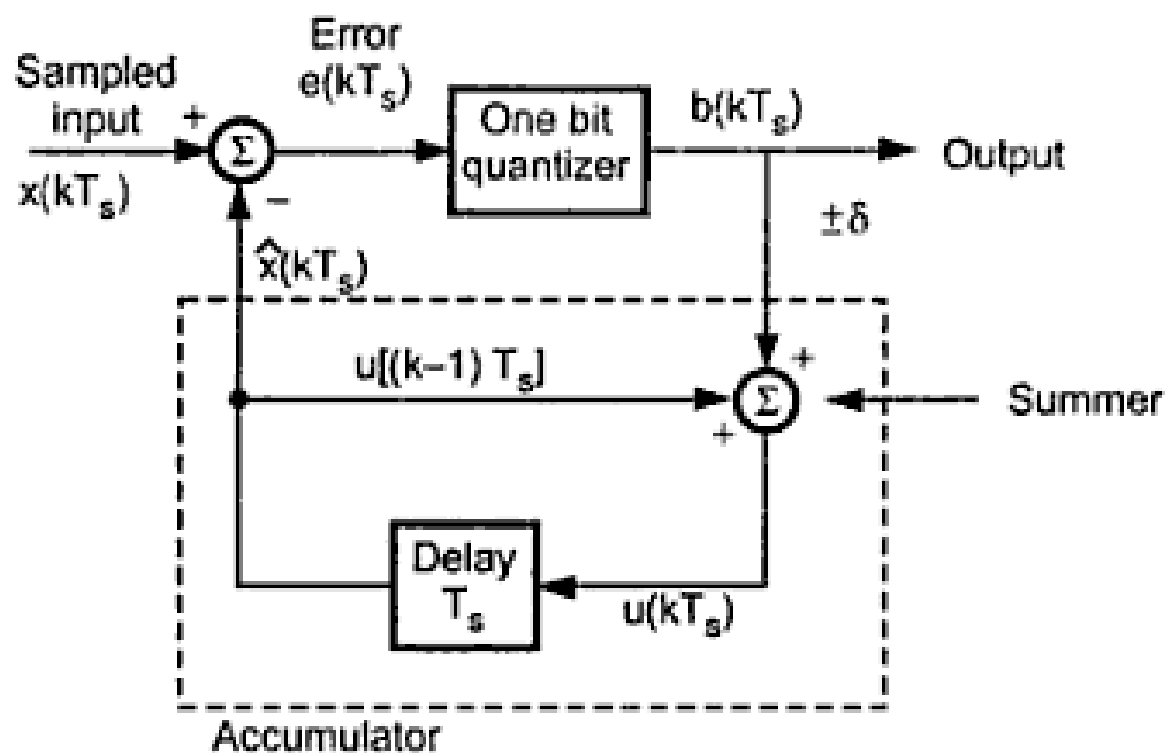 Error
e(kTₛ)
Sampled
input
x(kTₛ)
+
Σ
−
One bit
quantizer
b(kTₛ)
Output
±δ
x̂(kTₛ)
u[(k−1) Tₛ]
+
Σ
+
Summer
Delay
Tₛ
u(kTₛ)
Accumulator